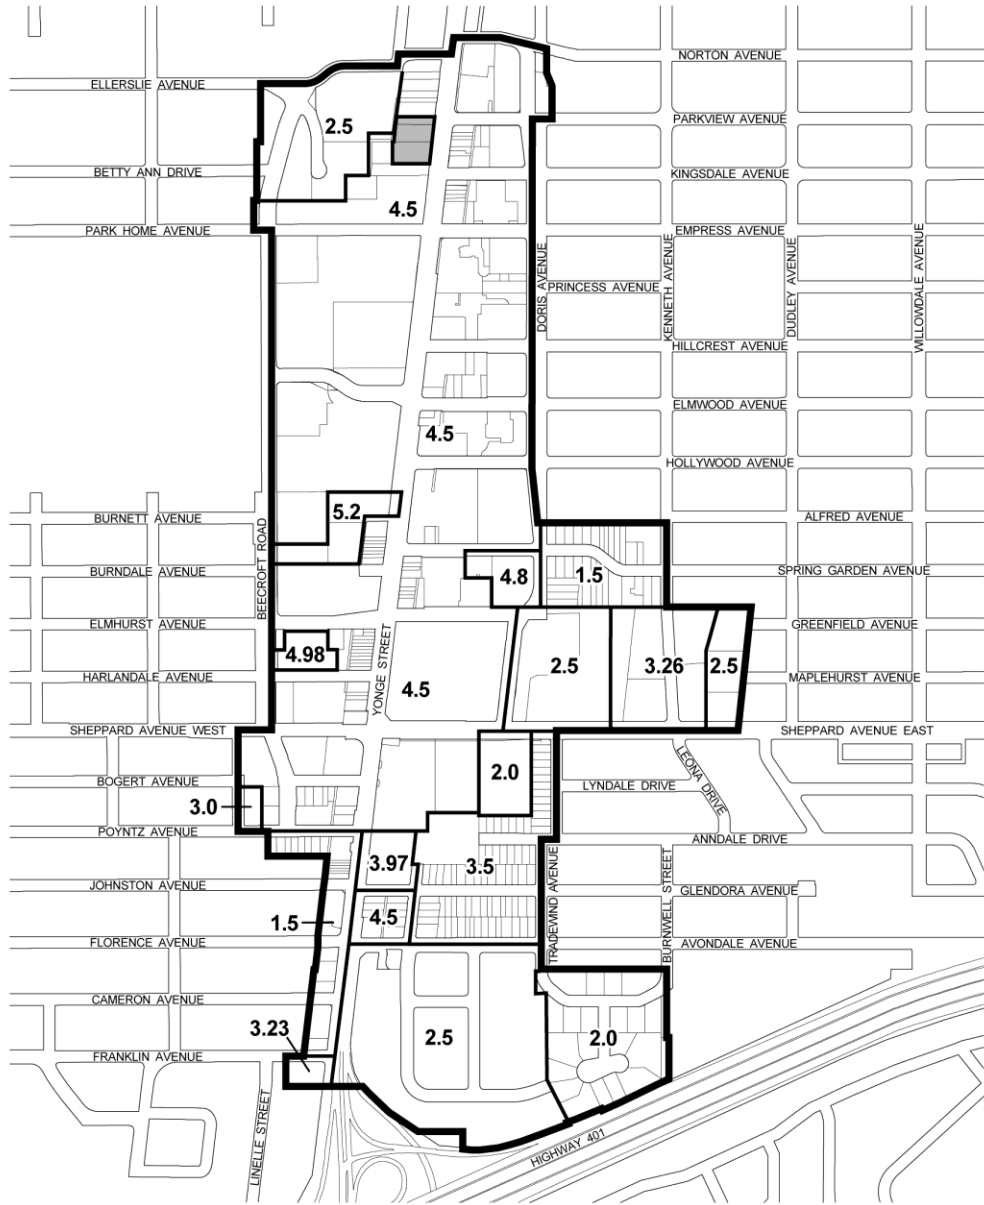 NORTON AVENUE
ELLERSLIE AVENUE
PARKVIEW AVENUE
2.5
BETTY ANN DRIVE
KINGSDALE AVENUE
4.5
PARK HOME AVENUE
EMPRESS AVENUE
DORIS AVENUE
KENNETH AVENUE
DUDLEY AVENUE
WILLOWDALE AVENUE
PRINCESS AVENUE
HILLCREST AVENUE
ELMWOOD AVENUE
4.5
HOLLYWOOD AVENUE
5.2
BURNETT AVENUE
ALFRED AVENUE
BEECROFT ROAD
BURNDALE AVENUE
4.8
1.5
SPRING GARDEN AVENUE
ELMHURST AVENUE
GREENFIELD AVENUE
4.98
YONGE STREET
2.5
3.26
2.5
HARLANDALE AVENUE
4.5
MAPLEHURST AVENUE
SHEPPARD AVENUE WEST
SHEPPARD AVENUE EAST
LEONA DRIVE
2.0
BOGERT AVENUE
LYNDALE DRIVE
3.0
POYNTZ AVENUE
ANNDALE DRIVE
3.97
3.5
TRADEWIND AVENUE
BURNWELL STREET
JOHNSTON AVENUE
GLENDORA AVENUE
1.5
4.5
FLORENCE AVENUE
AVONDALE AVENUE
CAMERON AVENUE
3.23
2.5
2.0
FRANKLIN AVENUE
LINELLE STREET
HIGHWAY 401